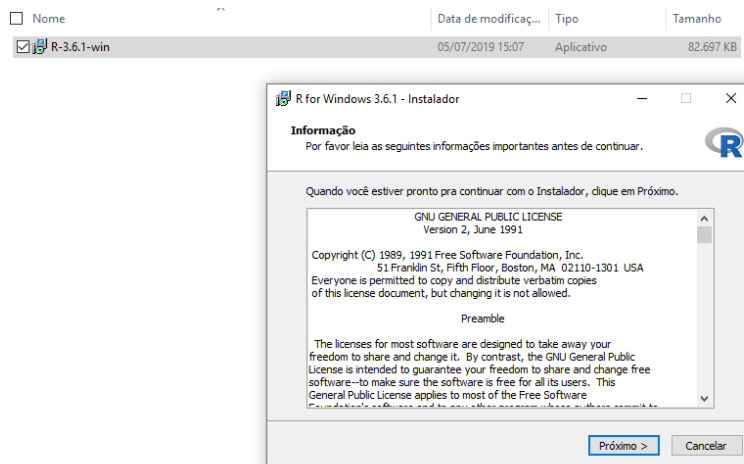 Nome Data de modificaç... Tipo Tamanho
R-3.6.1-win 05/07/2019 15:07 Aplicativo 82.697 KB
R for Windows 3.6.1 - Instalador
Informação
Por favor leia as seguintes informações importantes antes de continuar.
R
Quando você estiver pronto pra continuar com o Instalador, clique em Próximo.
GNU GENERAL PUBLIC LICENSE
Version 2, June 1991
Copyright (C) 1989, 1991 Free Software Foundation, Inc.
51 Franklin St, Fifth Floor, Boston, MA 02110-1301 USA
Everyone is permitted to copy and distribute verbatim copies
of this license document, but changing it is not allowed.
Preamble
The licenses for most software are designed to take away your
freedom to share and change it. By contrast, the GNU General Public
License is intended to guarantee your freedom to share and change free
software--to make sure the software is free for all its users. This
General Public License applies to most of the Free Software
Próximo > Cancelar